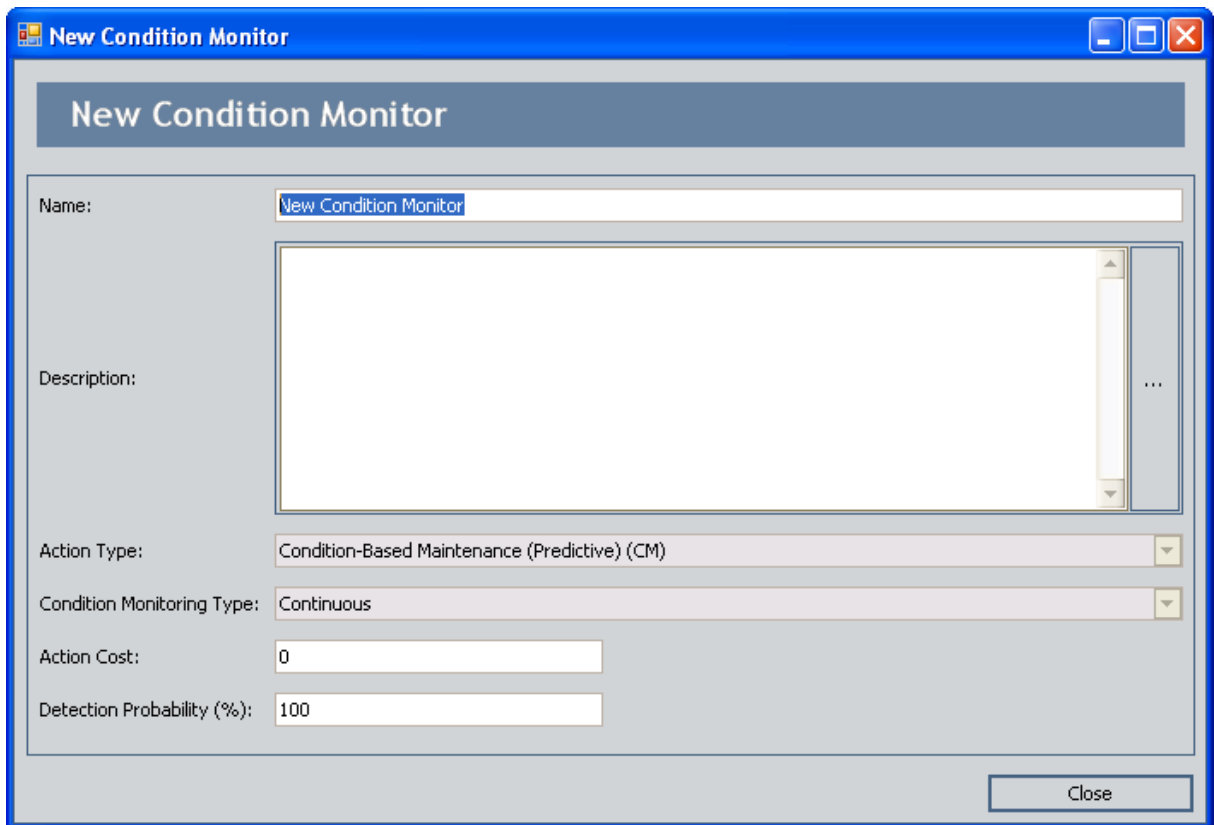 New Condition Monitor
New Condition Monitor
Name: New Condition Monitor
Description: ...
Action Type: Condition-Based Maintenance (Predictive) (CM)
Condition Monitoring Type: Continuous
Action Cost: 0
Detection Probability (%): 100
Close